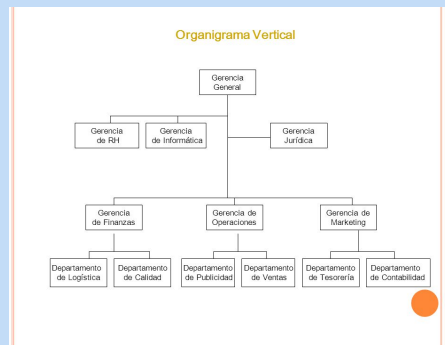 Organigrama Vertical
Gerencia
General
Gerencia
de RH
Gerencia
de Informática
Gerencia
Jurídica
Gerencia
de Finanzas
Gerencia de
Operaciones
Gerencia de
Marketing
Departamento
de Logística
Departamento
de Calidad
Departamento
de Publicidad
Departamento
de Ventas
Departamento
de Tesorería
Departamento
de Contabilidad